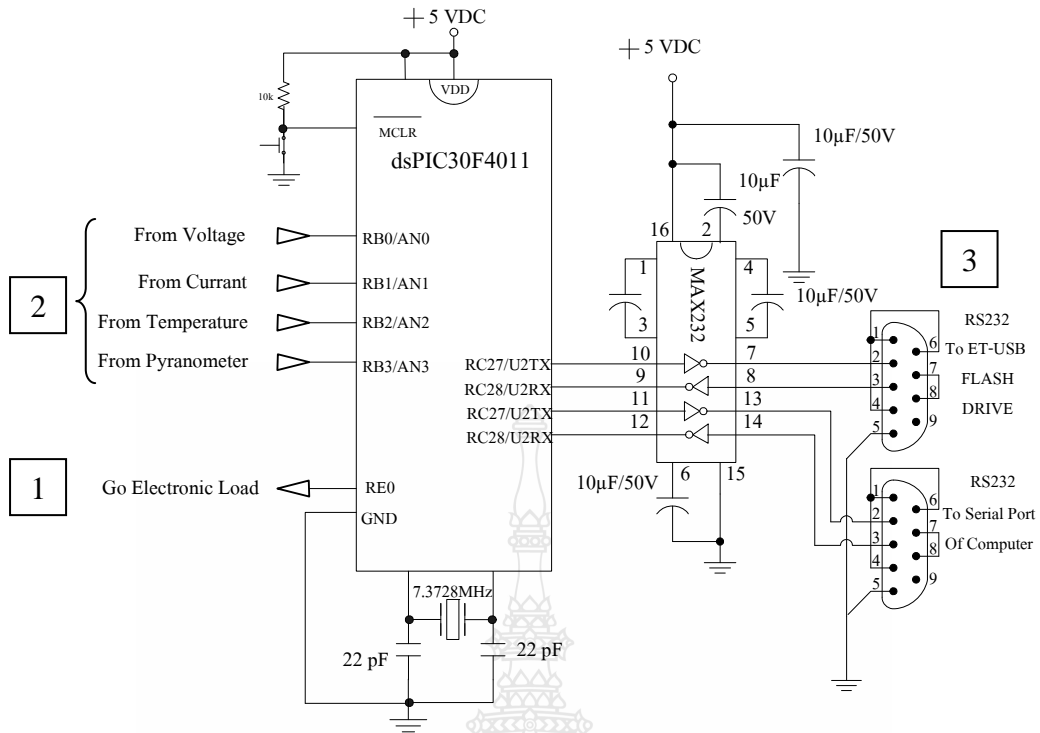 + 5 VDC
VDD
10k
MCLR
dsPIC30F4011
2
From Voltage
From Currant
From Temperature
From Pyranometer
RB0/AN0
RB1/AN1
RB2/AN2
RB3/AN3
RC27/U2TX
RC28/U2RX
RC27/U2TX
RC28/U2RX
1
Go Electronic Load
RE0
GND
7.3728MHz
22 pF
22 pF
+ 5 VDC
10µF/50V
10µF
50V
16
2
1
3
4
5
MAX232
10µF/50V
10
9
11
12
7
8
13
14
10µF/50V
6
15
3
1
2
3
4
5
6
7
8
9
RS232
To ET-USB
FLASH
DRIVE
1
2
3
4
5
6
7
8
9
RS232
To Serial Port
Of Computer